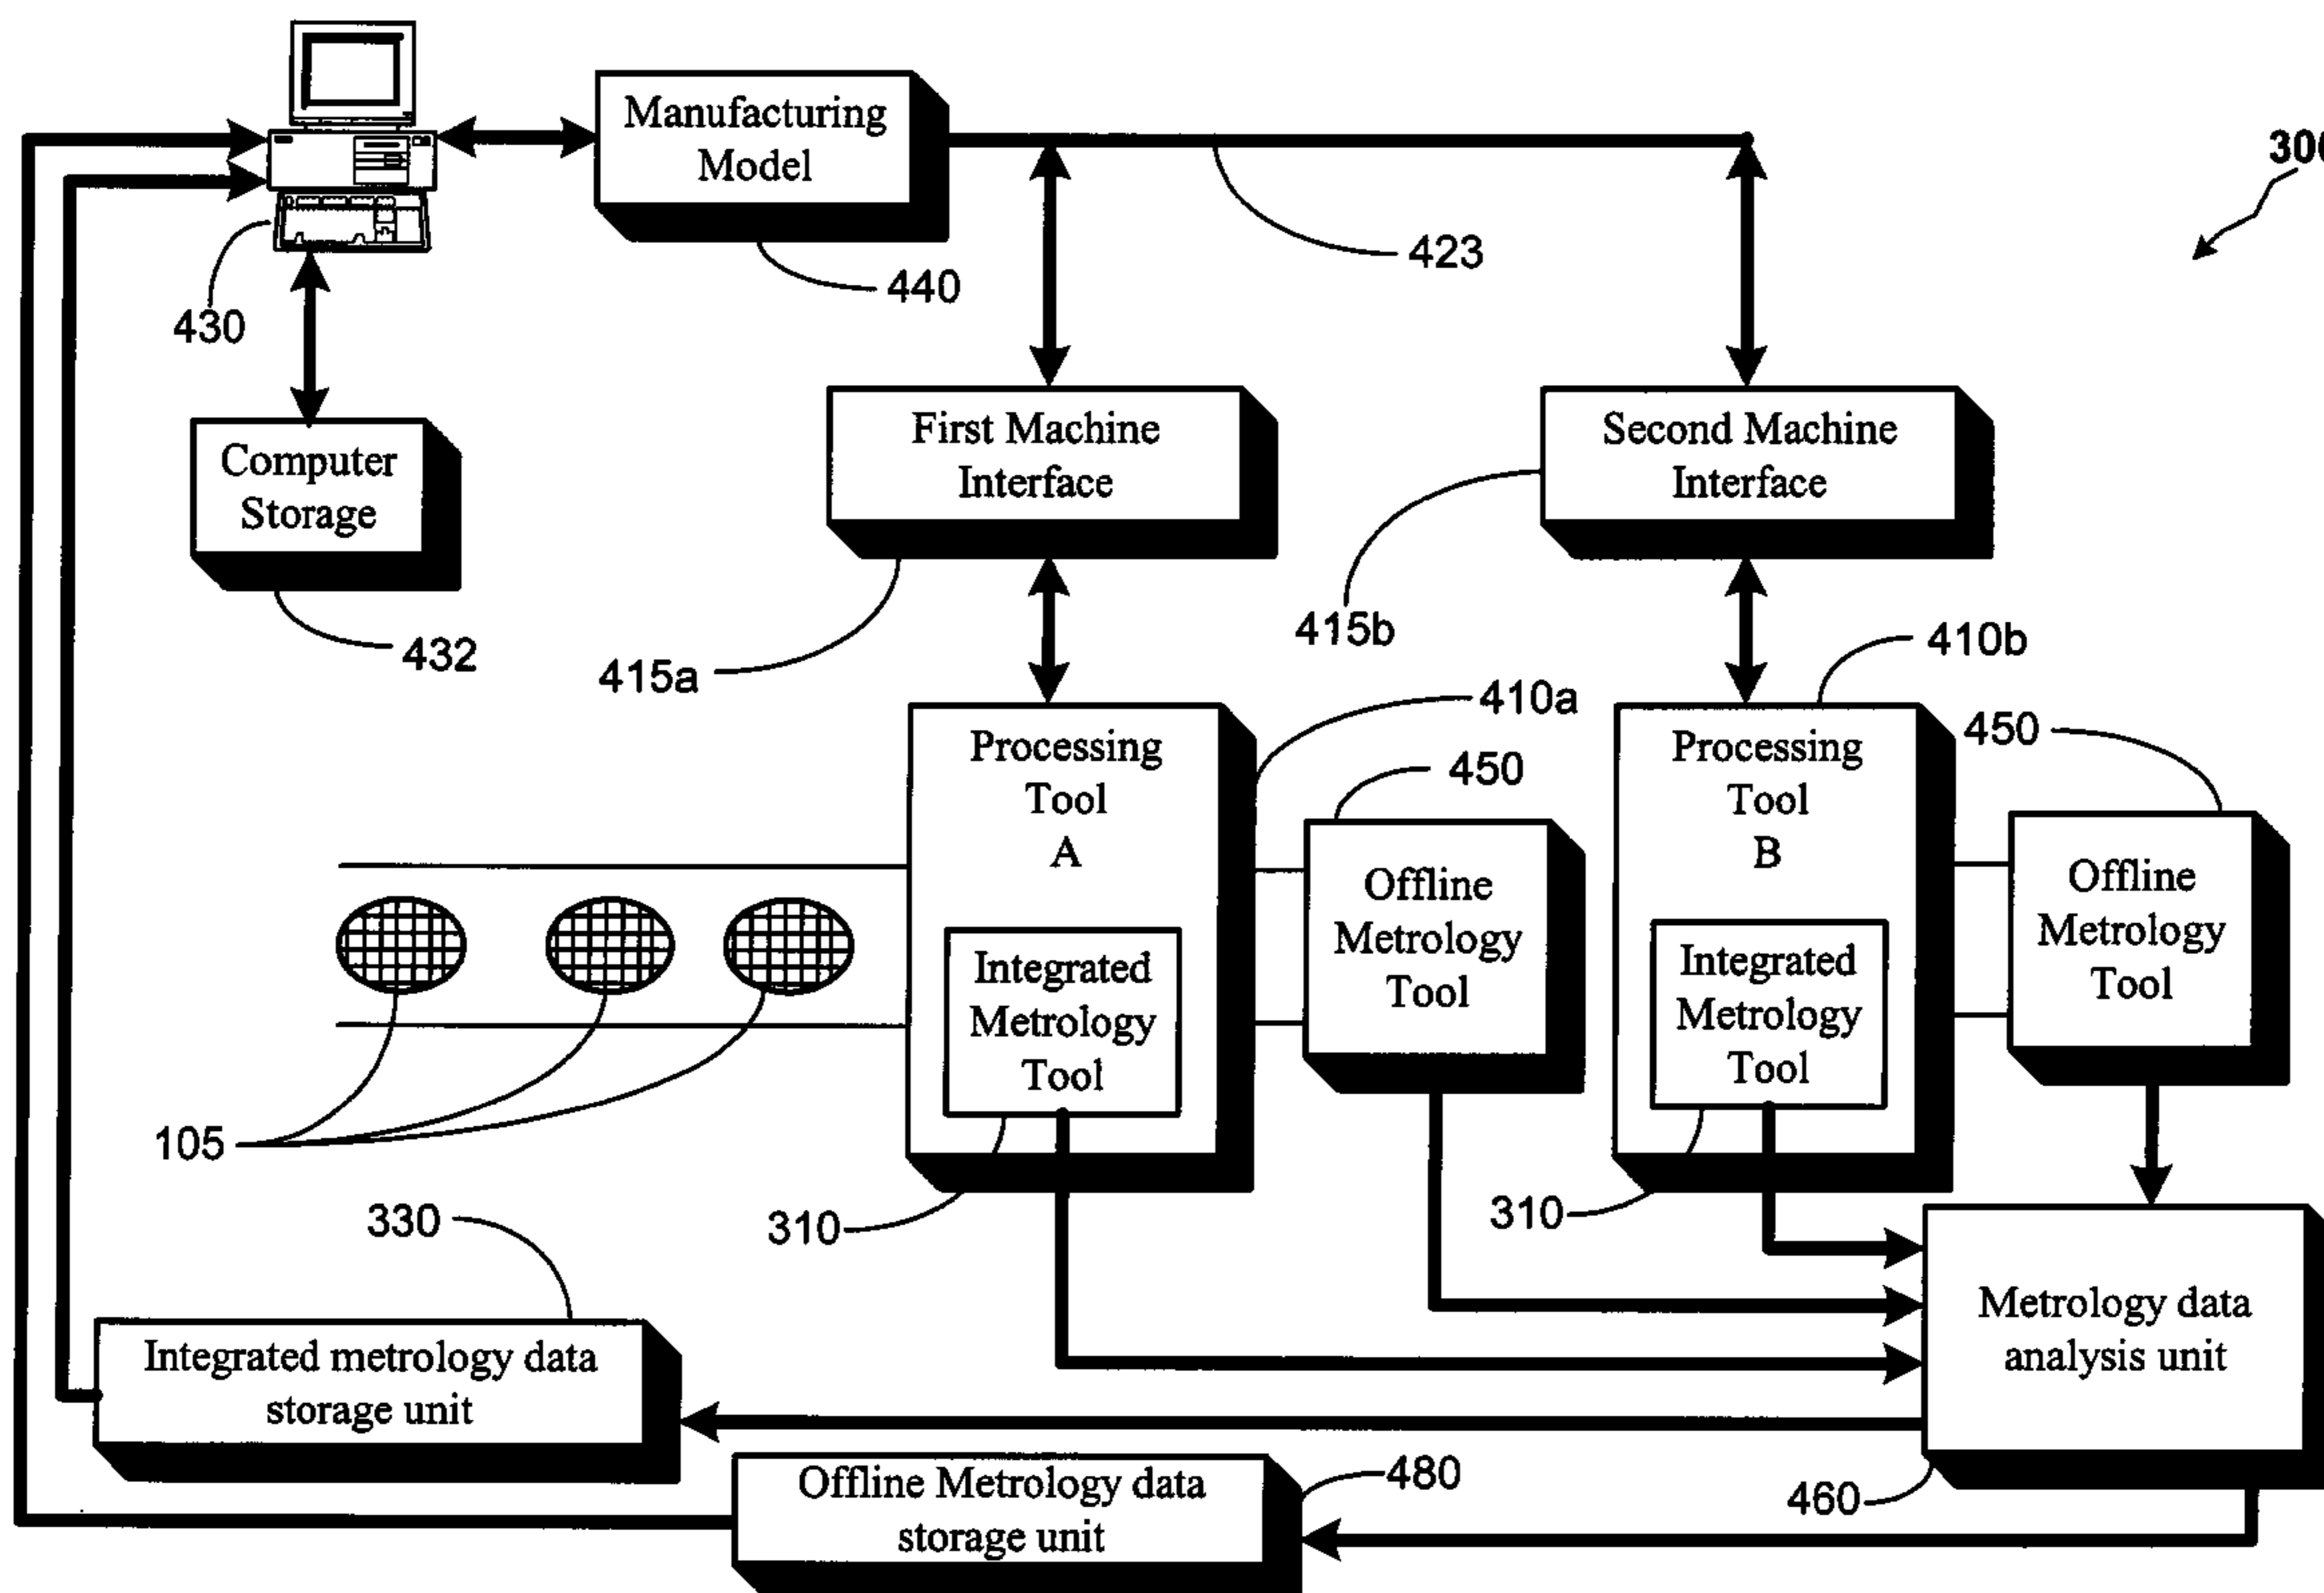 Manufacturing
Model
300
423
440
430
First Machine
Interface
Second Machine
Interface
Computer
Storage
432
415a
415b
410b
410a
450
450
Processing
Tool
A
Processing
Tool
B
Offline
Metrology
Tool
Offline
Metrology
Tool
Integrated
Metrology
Tool
Integrated
Metrology
Tool
105
330
310
310
Integrated metrology data
storage unit
Metrology data
analysis unit
Offline Metrology data
storage unit
480
460